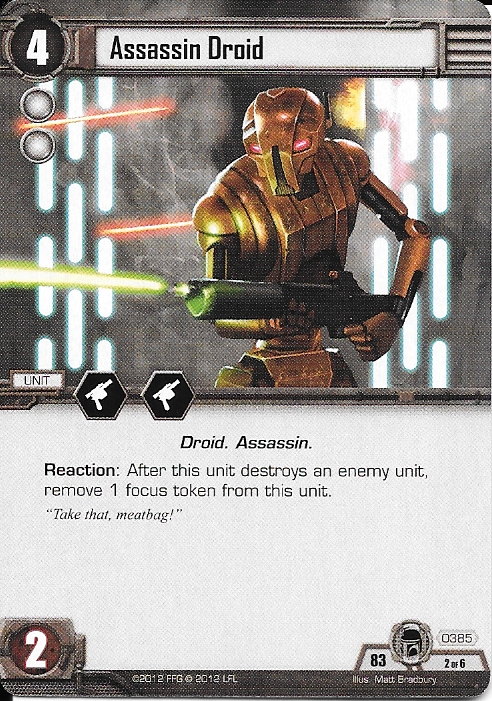 4 Assassin Droid
UNIT
Droid. Assassin.
Reaction: After this unit destroys an enemy unit,
remove 1 focus token from this unit.
“Take that, meatbag!”
2
0385
83
2 OF 6
©2012 FFG © 2012 LFL
Illus. Matt Bradbury